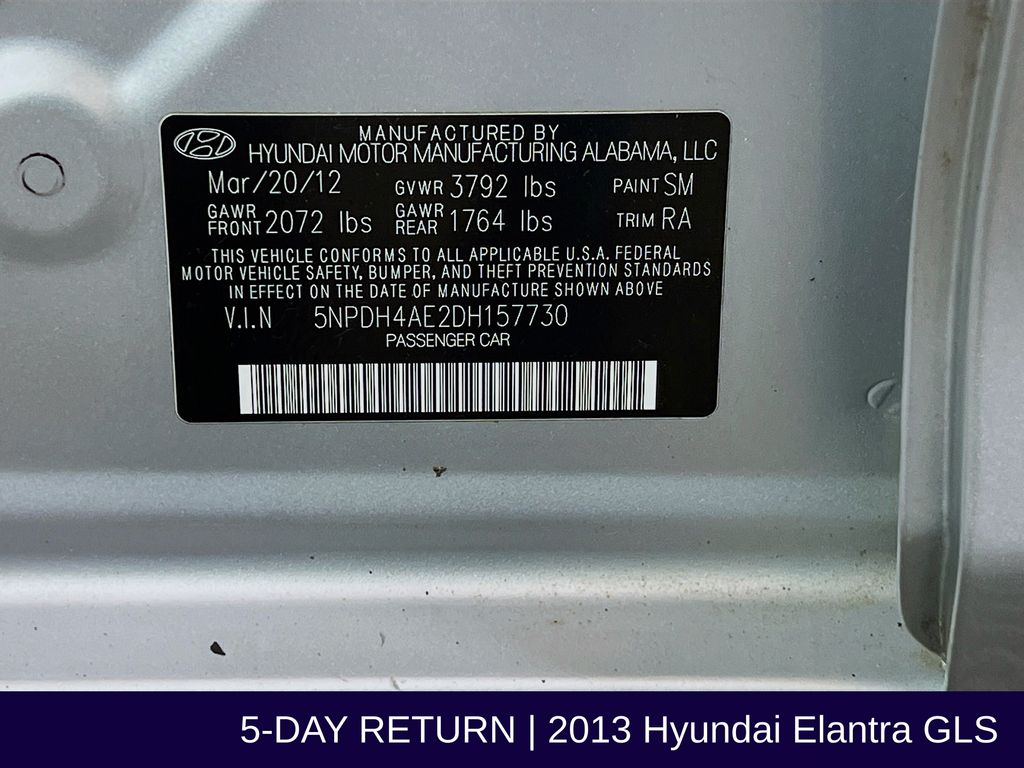 MANUFACTURED BY
HYUNDAI MOTOR MANUFACTURING ALABAMA, LLC
Mar/20/12 GVWR 3792 lbs PAINT SM
GAWR FRONT 2072 lbs GAWR REAR 1764 lbs TRIM RA
THIS VEHICLE CONFORMS TO ALL APPLICABLE U.S.A. FEDERAL
MOTOR VEHICLE SAFETY, BUMPER, AND THEFT PREVENTION STANDARDS
IN EFFECT ON THE DATE OF MANUFACTURE SHOWN ABOVE
V.I.N 5NPDH4AE2DH157730
PASSENGER CAR
5-DAY RETURN | 2013 Hyundai Elantra GLS